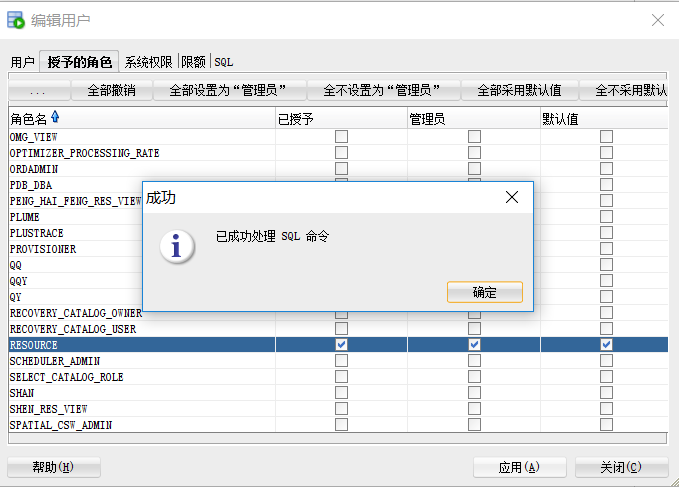 编辑用户
用户 授予的角色 系统权限 限额 SQL
... 全部撤销 全部设置为“管理员” 全不设置为“管理员” 全部采用默认值 全不采用默认
角色名 已授予 管理员 默认值
OMG_VIEW
OPTIMIZER_PROCESSING_RATE
ORDADMIN
PDB_DBA
PENG_HAI_FENG_RES_VIEW
PLUME
PLUSTRACE
PROVISIONER
QQ
QQY
QY
RECOVERY_CATALOG_OWNER
RECOVERY_CATALOG_USER
RESOURCE
SCHEDULER_ADMIN
SELECT_CATALOG_ROLE
SHAN
SHEN_RES_VIEW
SPATIAL_CSW_ADMIN
成功
已成功处理 SQL 命令
确定
帮助(H) 应用(A) 关闭(C)